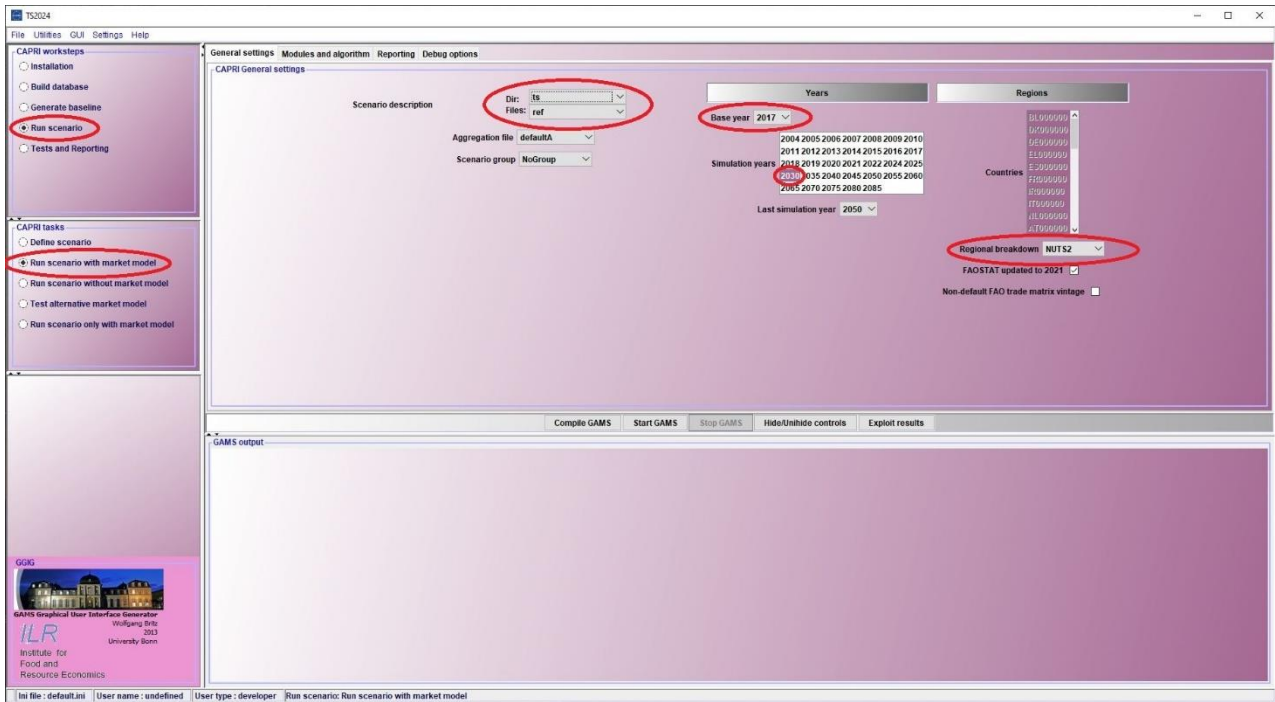 TS2024
File Utilities GUI Settings Help
CAPRI worksteps
Installation
Build database
Generate baseline
Run scenario
Tests and Reporting
CAPRI tasks
Define scenario
Run scenario with market model
Run scenario without market model
Test alternative market model
Run scenario only with market model
GGIG
GAMS Graphical User Interface Generator
Wolfgang Britz
2013
University Bonn
ILR
Institute for
Food and
Resource Economics
General settings Modules and algorithm Reporting Debug options
CAPRI General settings
Scenario description
Dir: ts
Files: ref
Aggregation file defaultA
Scenario group NoGroup
Years
Base year 2017
Simulation years
2004 2005 2006 2007 2008 2009 2010
2011 2012 2013 2014 2015 2016 2017
2018 2019 2020 2021 2022 2024 2025
2030 2035 2040 2045 2050 2055 2060
2065 2070 2075 2080 2085
Last simulation year 2050
Regions
Countries
BL000000
DK000000
DE000000
EL000000
ES000000
FR000000
IR000000
IT000000
NL000000
AT000000
Regional breakdown NUTS2
FAOSTAT updated to 2021
Non-default FAO trade matrix vintage
Compile GAMS Start GAMS Stop GAMS Hide/Unihide controls Exploit results
GAMS output
Ini file : default.ini User name : undefined User type : developer Run scenario: Run scenario with market model